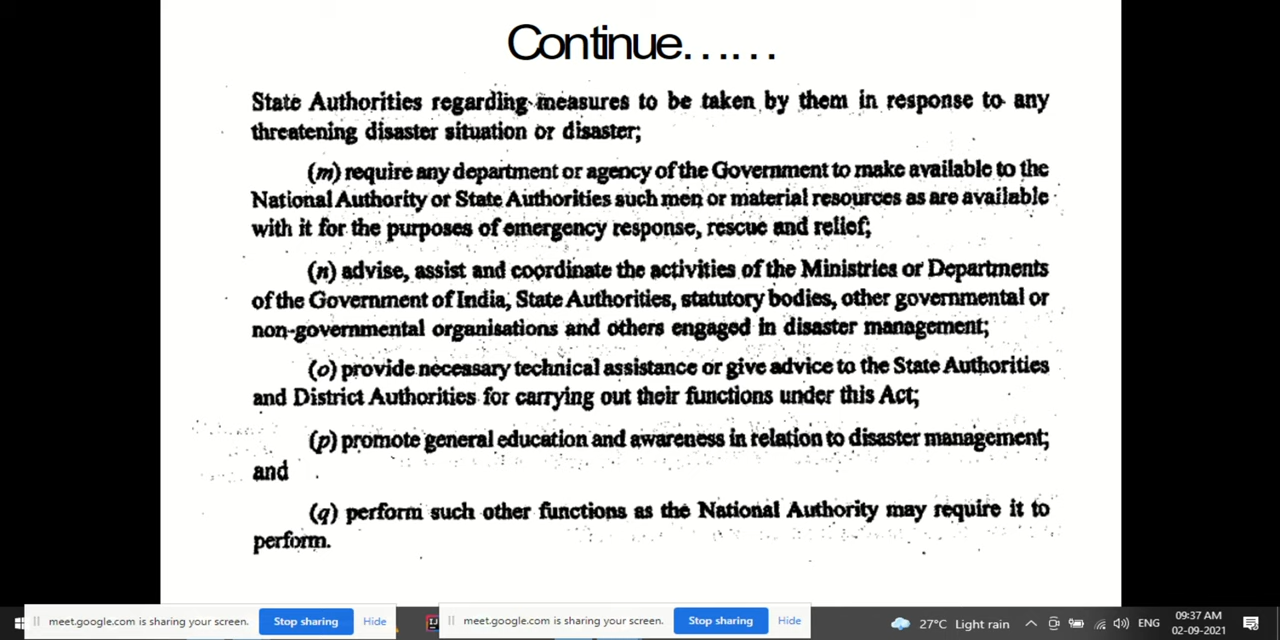 Continue……
State Authorities regarding measures to be taken by them in response to any
threatening disaster situation or disaster;
(m) require any department or agency of the Government to make available to the
National Authority or State Authorities such men or material resources as are available
with it for the purposes of emergency response, rescue and relief;
(n) advise, assist and coordinate the activities of the Ministries or Departments
of the Government of India, State Authorities, statutory bodies, other governmental or
non-governmental organisations and others engaged in disaster management;
(o) provide necessary technical assistance or give advice to the State Authorities
and District Authorities for carrying out their functions under this Act;
(p) promote general education and awareness in relation to disaster management;
and
(q) perform such other functions as the National Authority may require it to
perform.
meet.google.com is sharing your screen. Stop sharing Hide
meet.google.com is sharing your screen. Stop sharing Hide
27°C Light rain
ENG
09:37 AM
02-09-2021